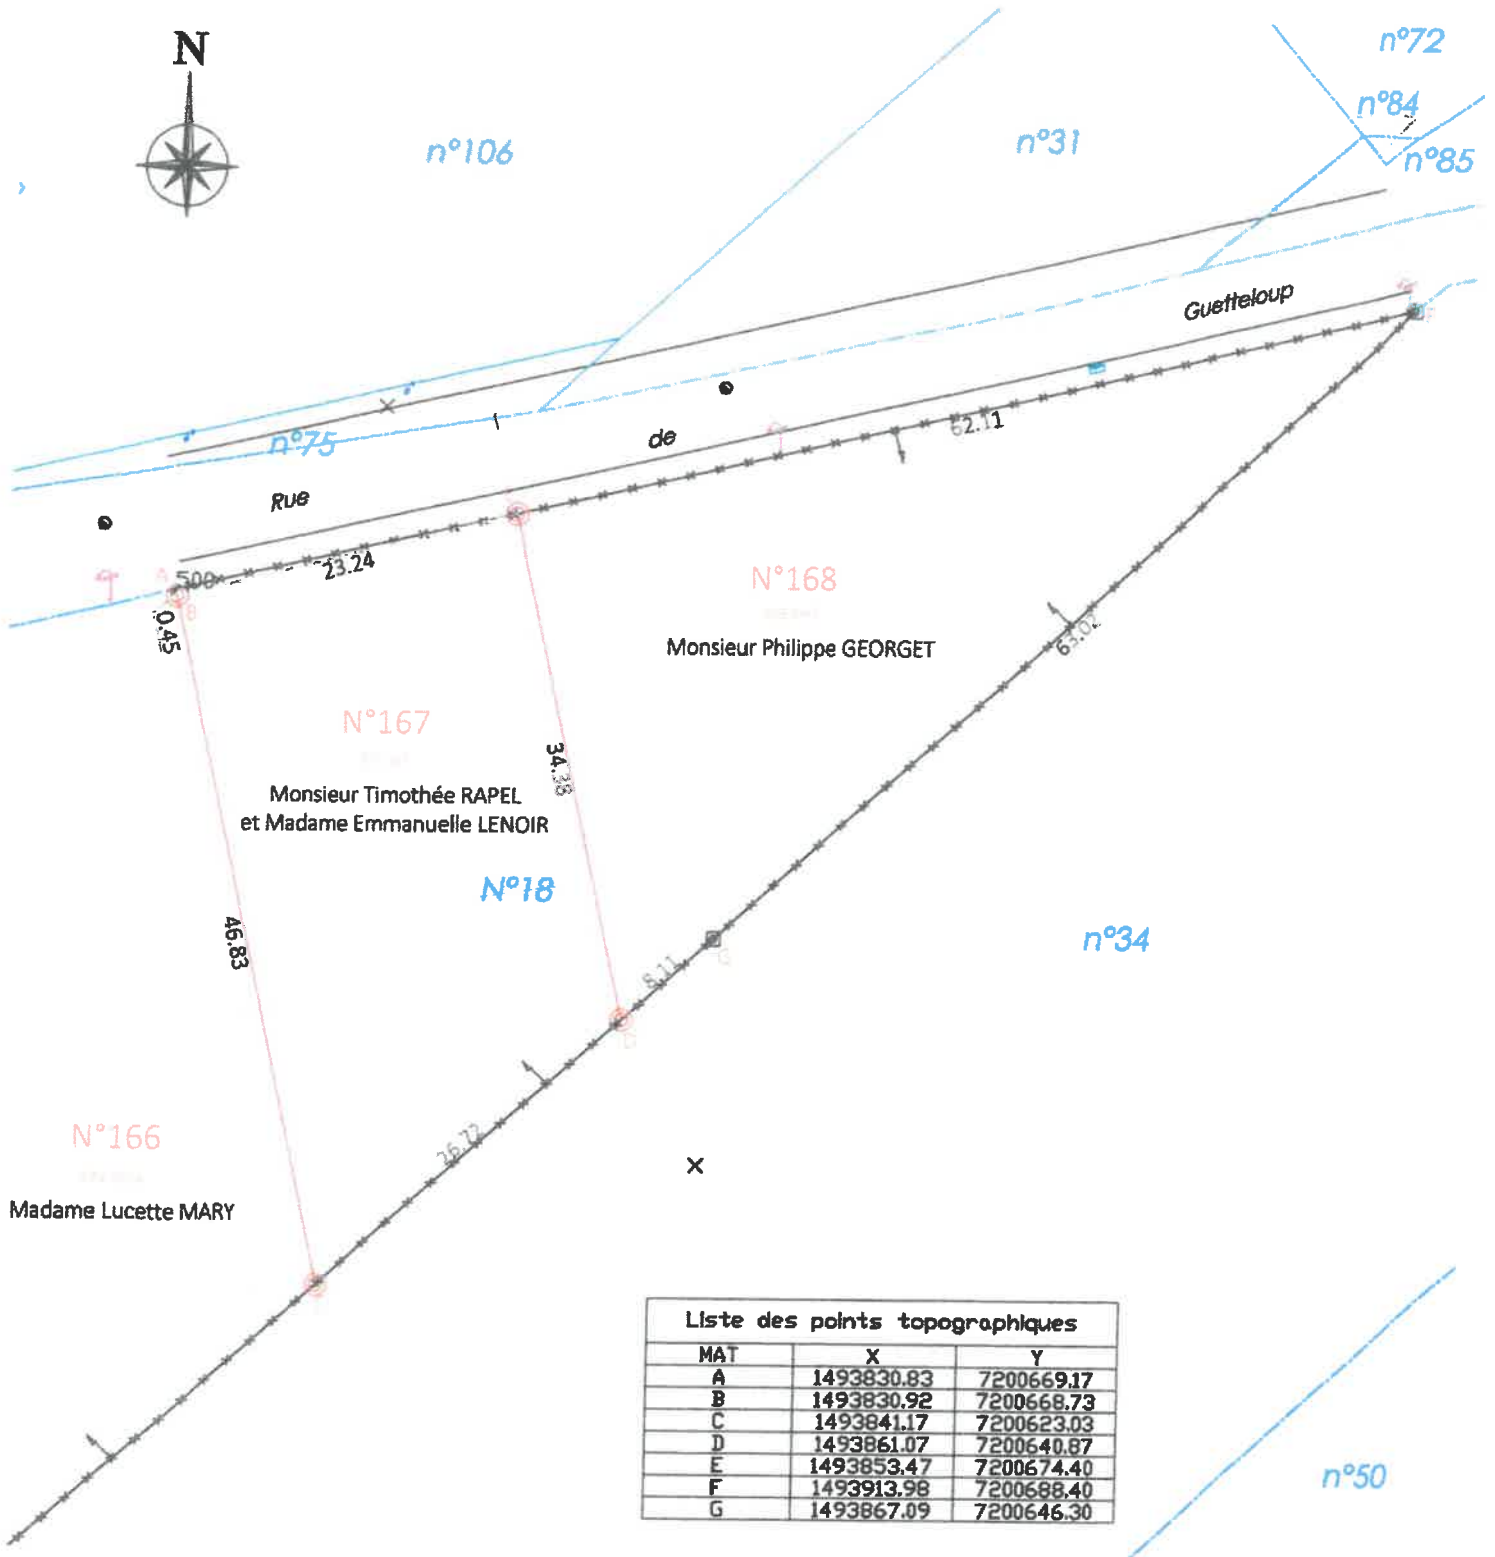 N
n°72
n°84
n°106
n°31
n°85
Guetteloup
62.11
de
n°75
Rue
A
500
23.24
B
0.45
N°168
Monsieur Philippe GEORGET
63.02
N°167
34.38
Monsieur Timothée RAPEL
et Madame Emmanuelle LENOIR
N°18
46.83
n°34
8.11
G
D
26.72
N°166
Madame Lucette MARY
Liste des points topographiques
MAT X Y
A 1493830.83 7200669.17
B 1493830.92 7200668.73
C 1493841.17 7200623.03
D 1493861.07 7200640.87
E 1493853.47 7200674.40
F 1493913.98 7200688.40
G 1493867.09 7200646.30
n°50